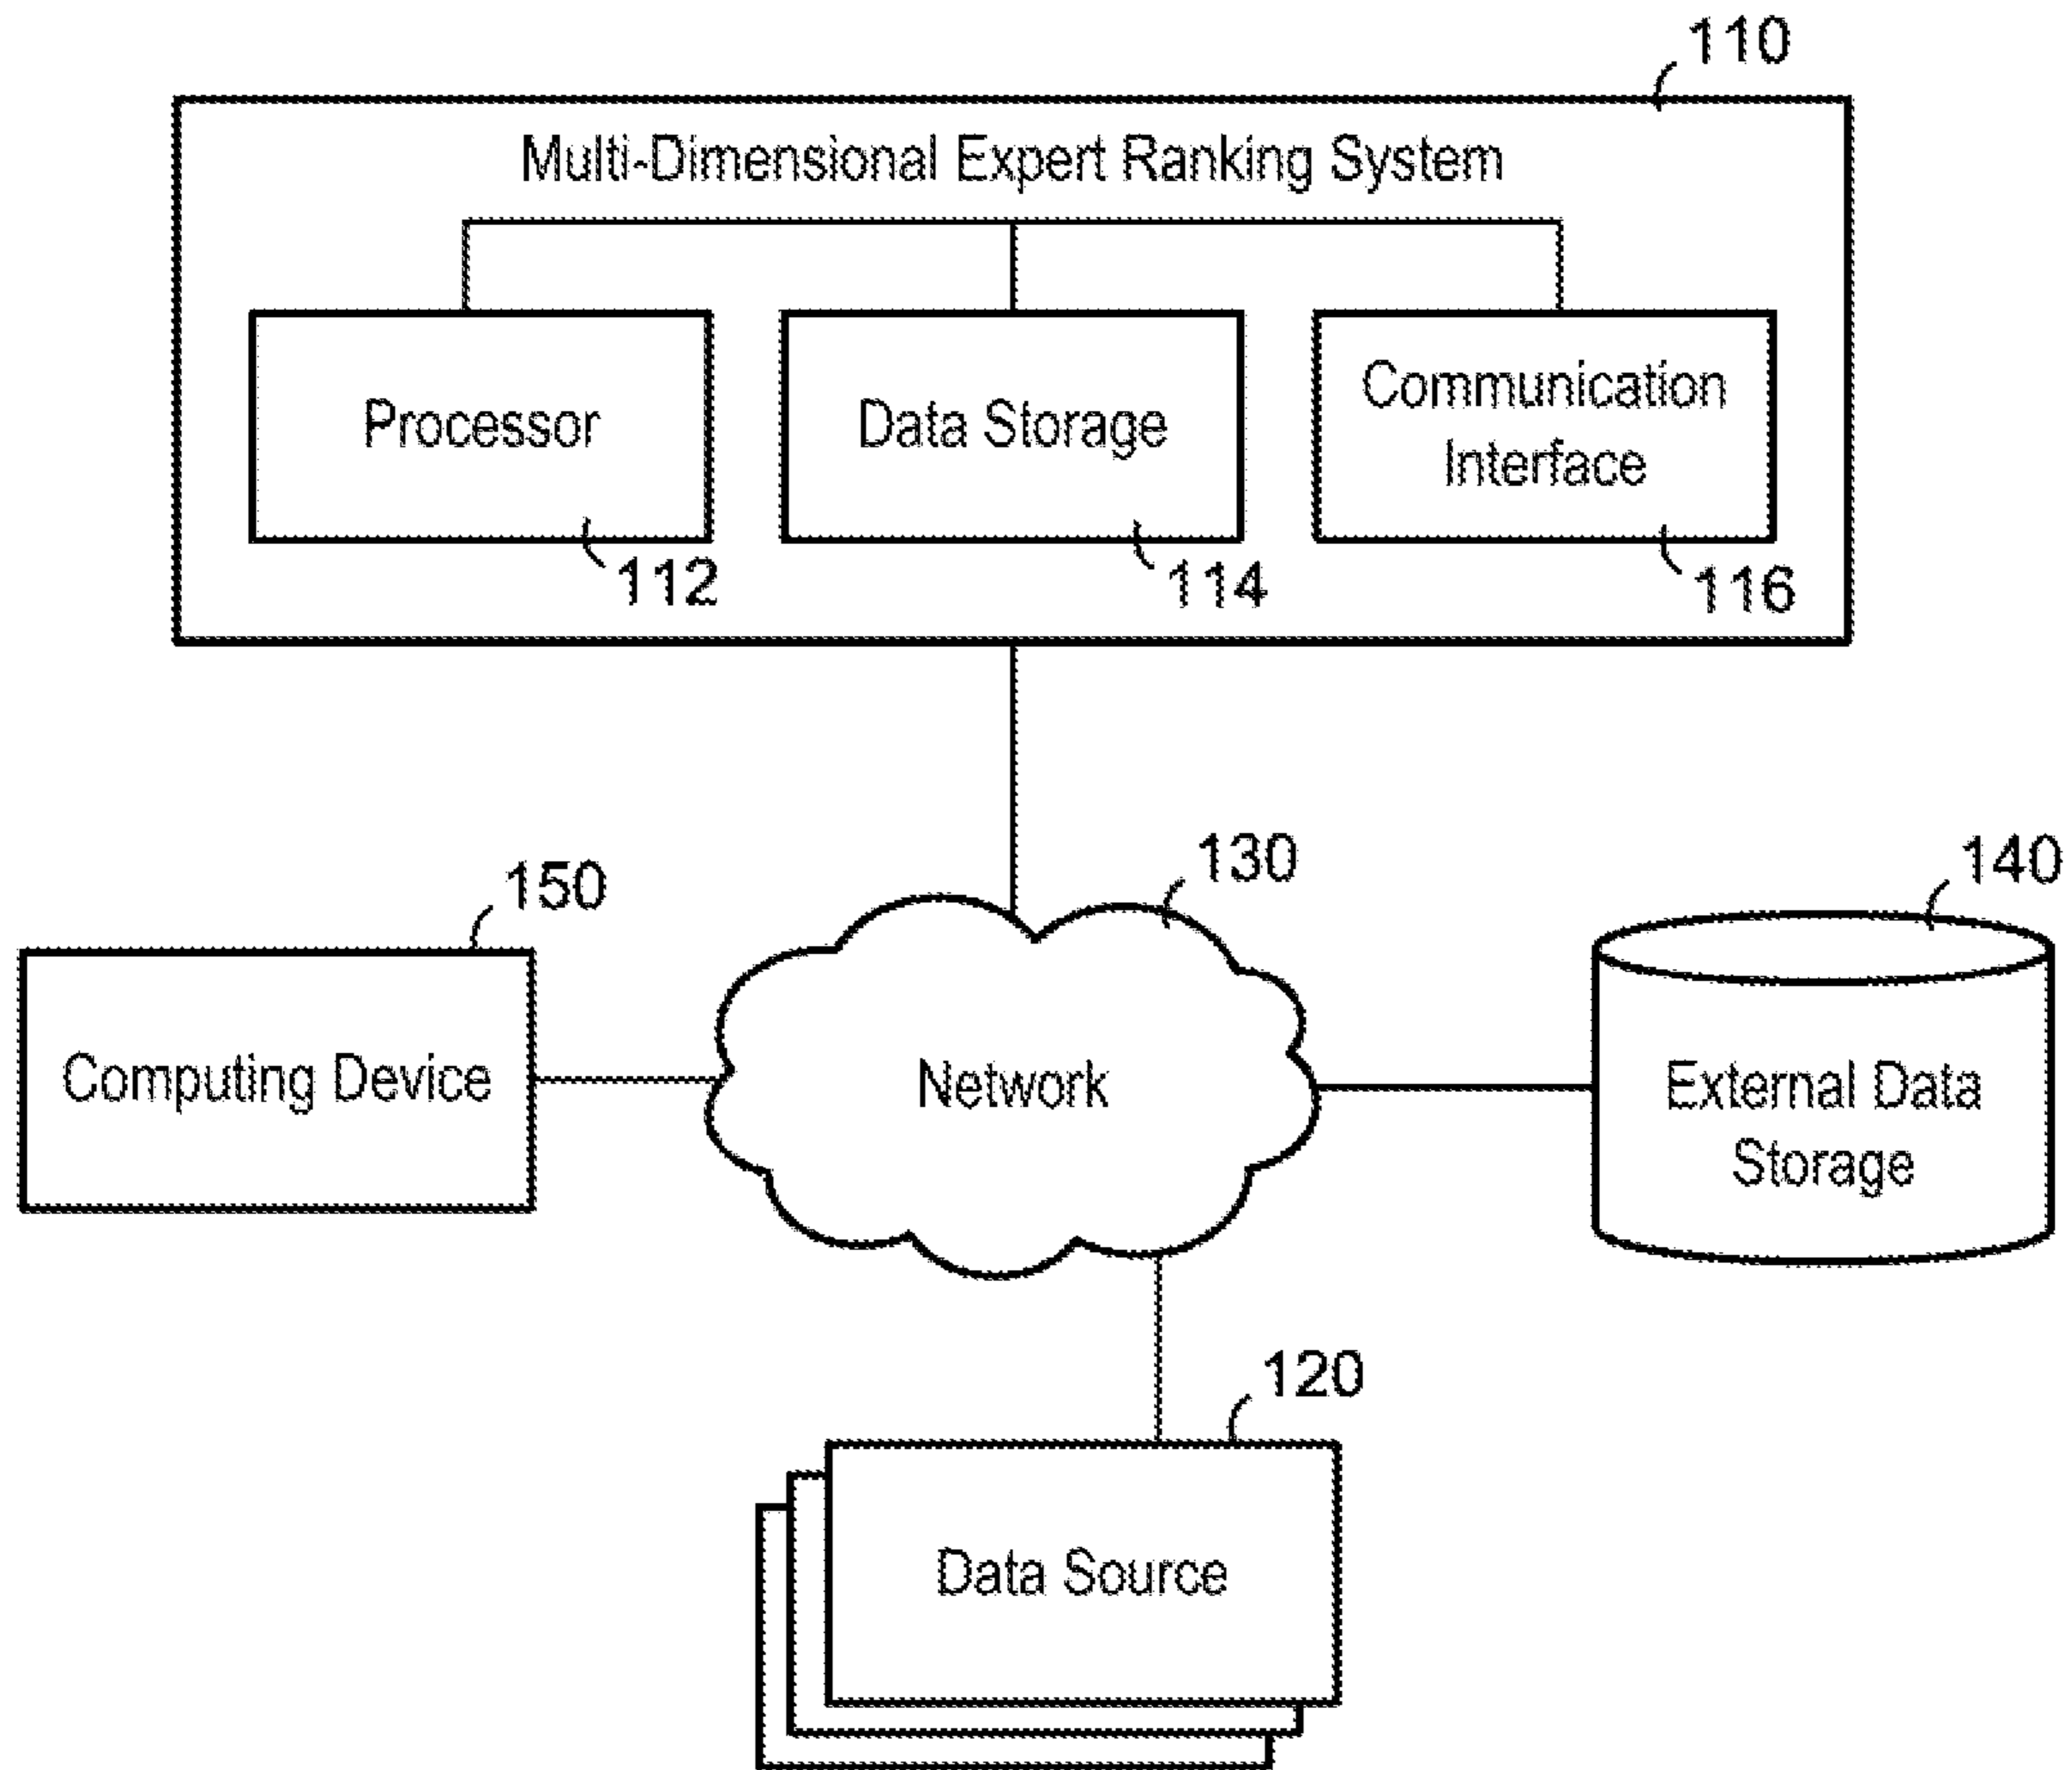 110
Multi-Dimensional Expert Ranking System
Processor
Data Storage
Communication
Interface
112
114
116
130
140
150
Computing Device
Network
External Data
Storage
120
Data Source